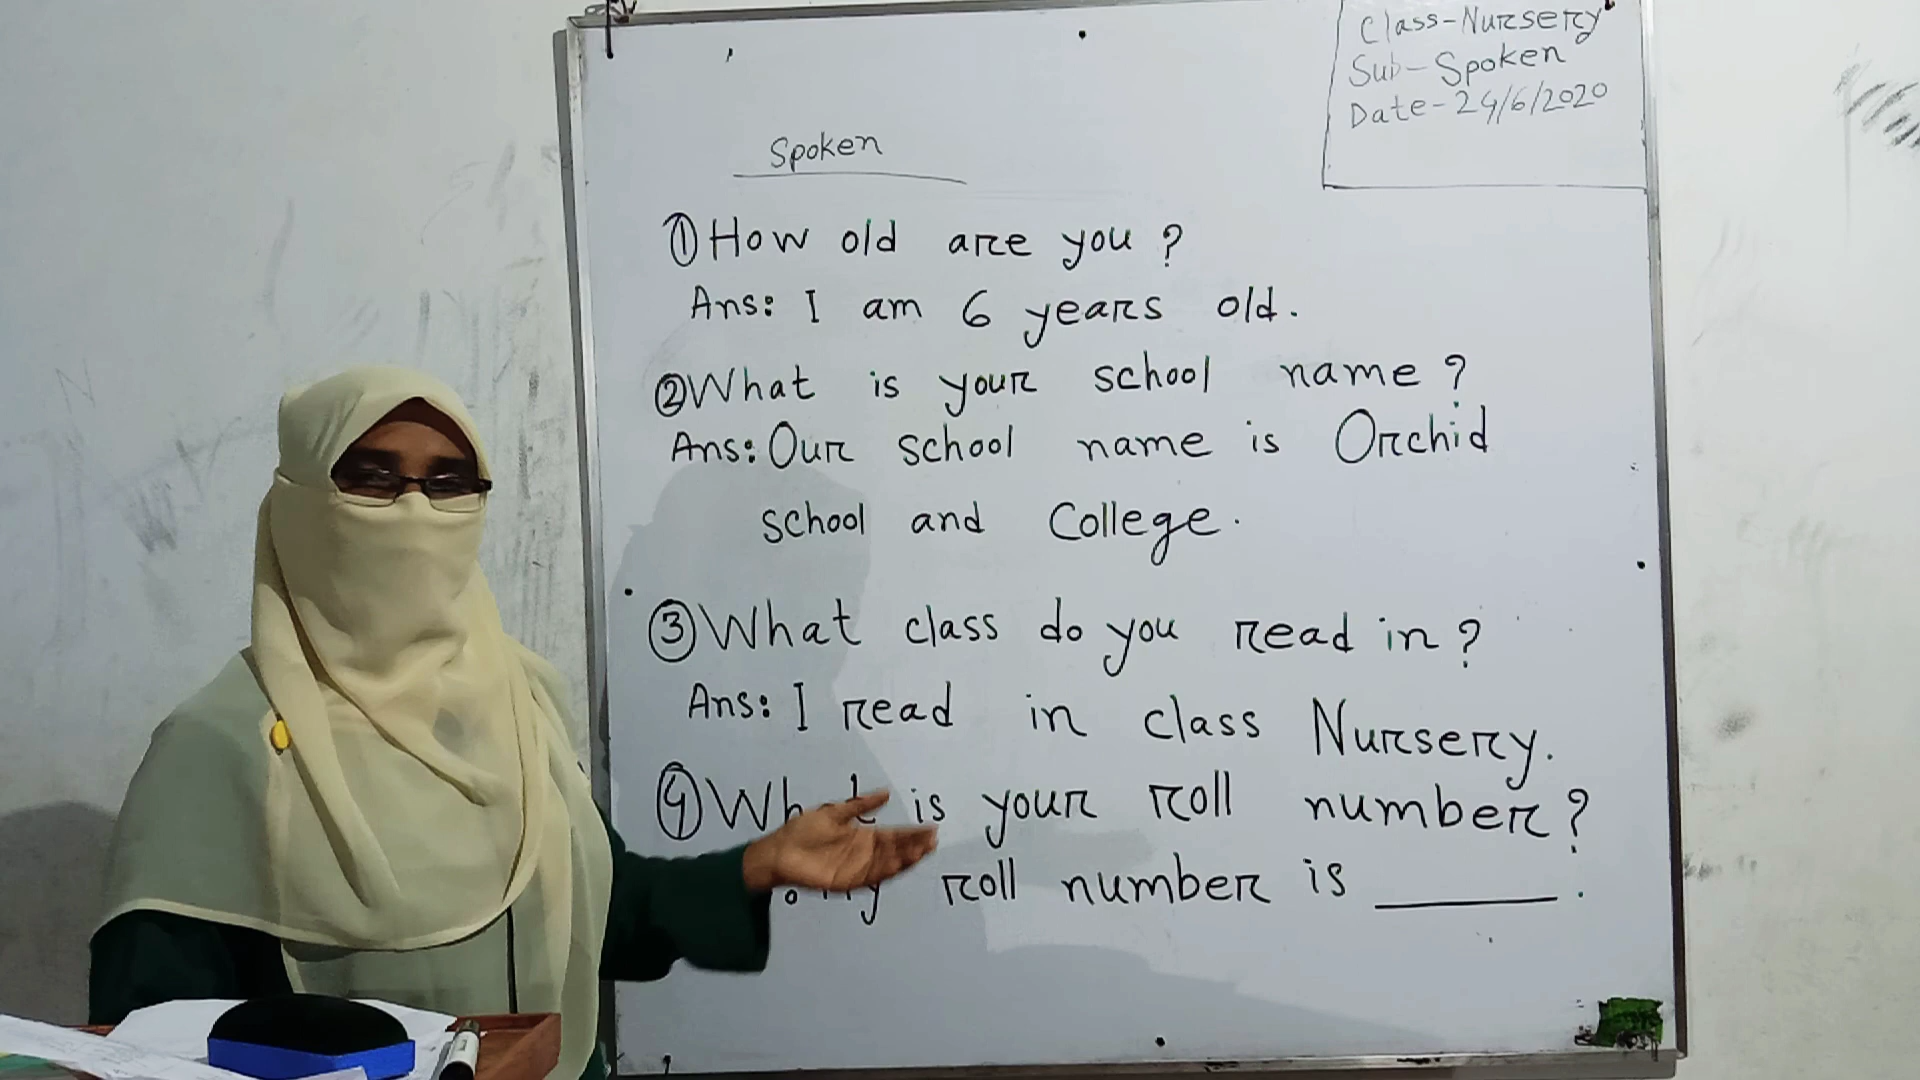 Class-Nursery
Sub-Spoken
Date-24/6/2020
Spoken
① How old are you?
Ans: I am 6 years old.
② What is your school name?
Ans: Our school name is Orchid
school and College.
③ What class do you read in?
Ans: I read in class Nursery.
④ What is your roll number?
my roll number is ______.